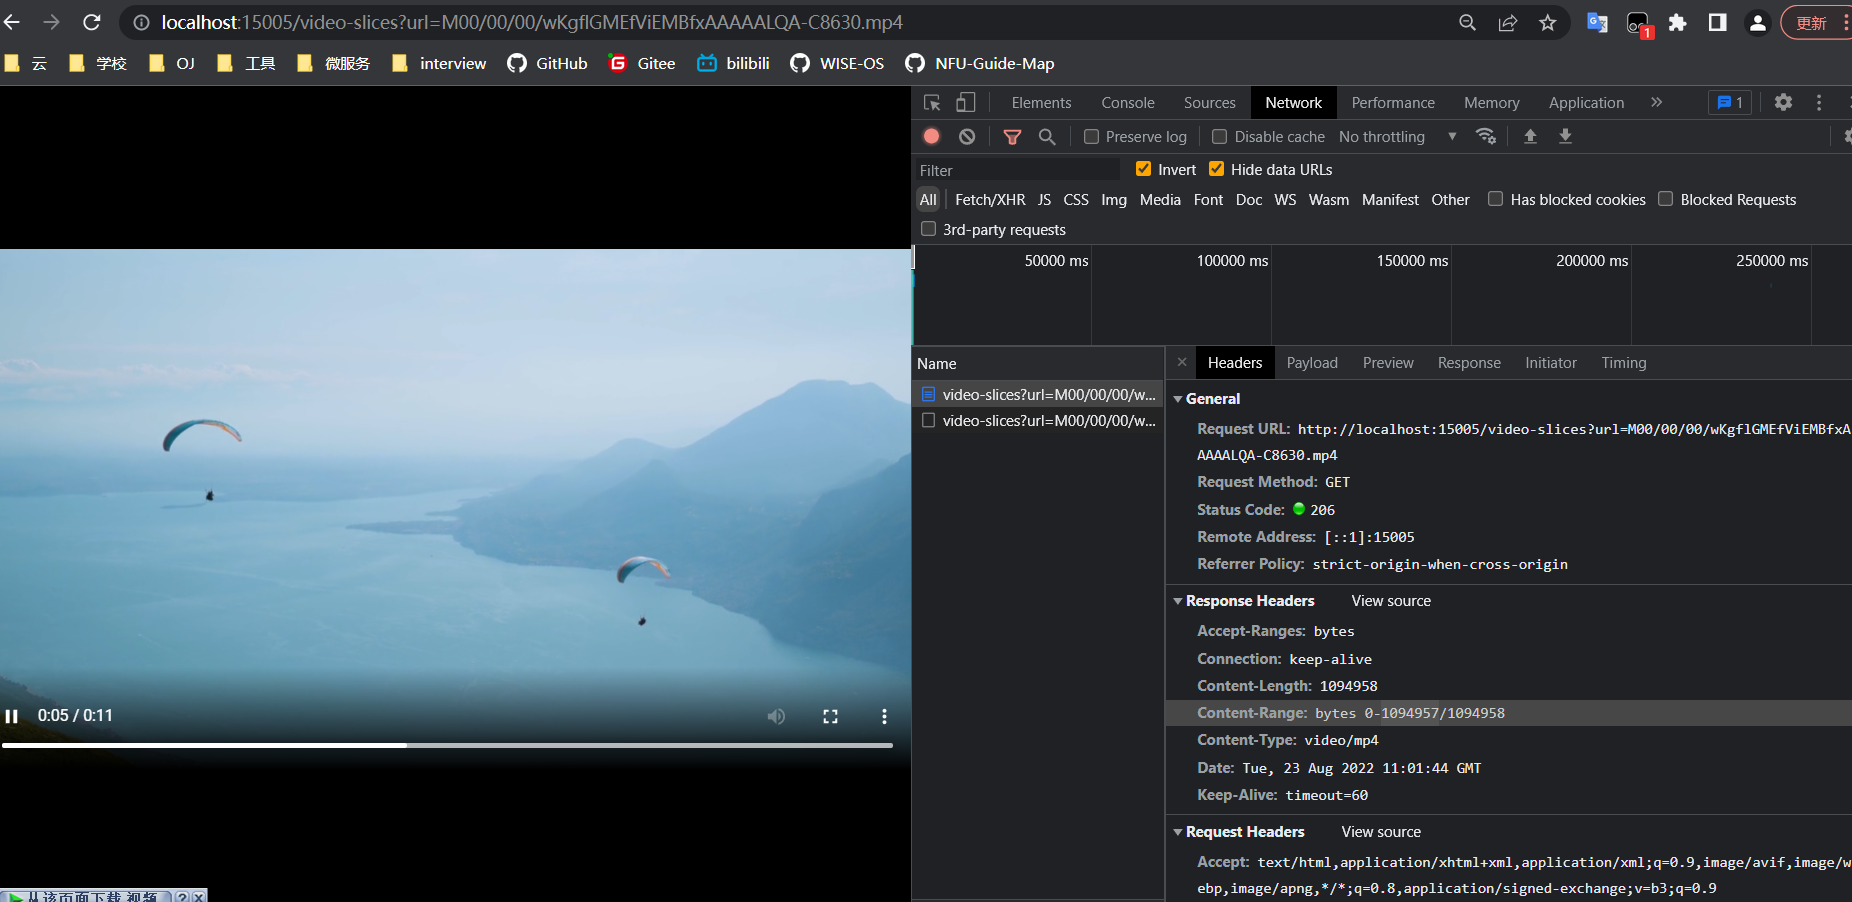 localhost:15005/video-slices?url=M00/00/00/wKgflGMEfViEMBfxAAAAALQA-C8630.mp4
1
更新
云 学校 OJ 工具 微服务 interview GitHub Gitee bilibili WISE-OS NFU-Guide-Map
Elements Console Sources Network Performance Memory Application » 1
Preserve log Disable cache No throttling
Filter Invert Hide data URLs
All Fetch/XHR JS CSS Img Media Font Doc WS Wasm Manifest Other Has blocked cookies Blocked Requests
3rd-party requests
50000 ms 100000 ms 150000 ms 200000 ms 250000 ms
Name
video-slices?url=M00/00/00/w...
video-slices?url=M00/00/00/w...
Headers Payload Preview Response Initiator Timing
General
Request URL: http://localhost:15005/video-slices?url=M00/00/00/wKgflGMEfViEMBfxA
AAAALQA-C8630.mp4
Request Method: GET
Status Code: 206
Remote Address: [::1]:15005
Referrer Policy: strict-origin-when-cross-origin
Response Headers View source
Accept-Ranges: bytes
Connection: keep-alive
Content-Length: 1094958
Content-Range: bytes 0-1094957/1094958
Content-Type: video/mp4
Date: Tue, 23 Aug 2022 11:01:44 GMT
Keep-Alive: timeout=60
Request Headers View source
Accept: text/html,application/xhtml+xml,application/xml;q=0.9,image/avif,image/w
ebp,image/apng,*/*;q=0.8,application/signed-exchange;v=b3;q=0.9
0:05 / 0:11
从该页面下载 视频